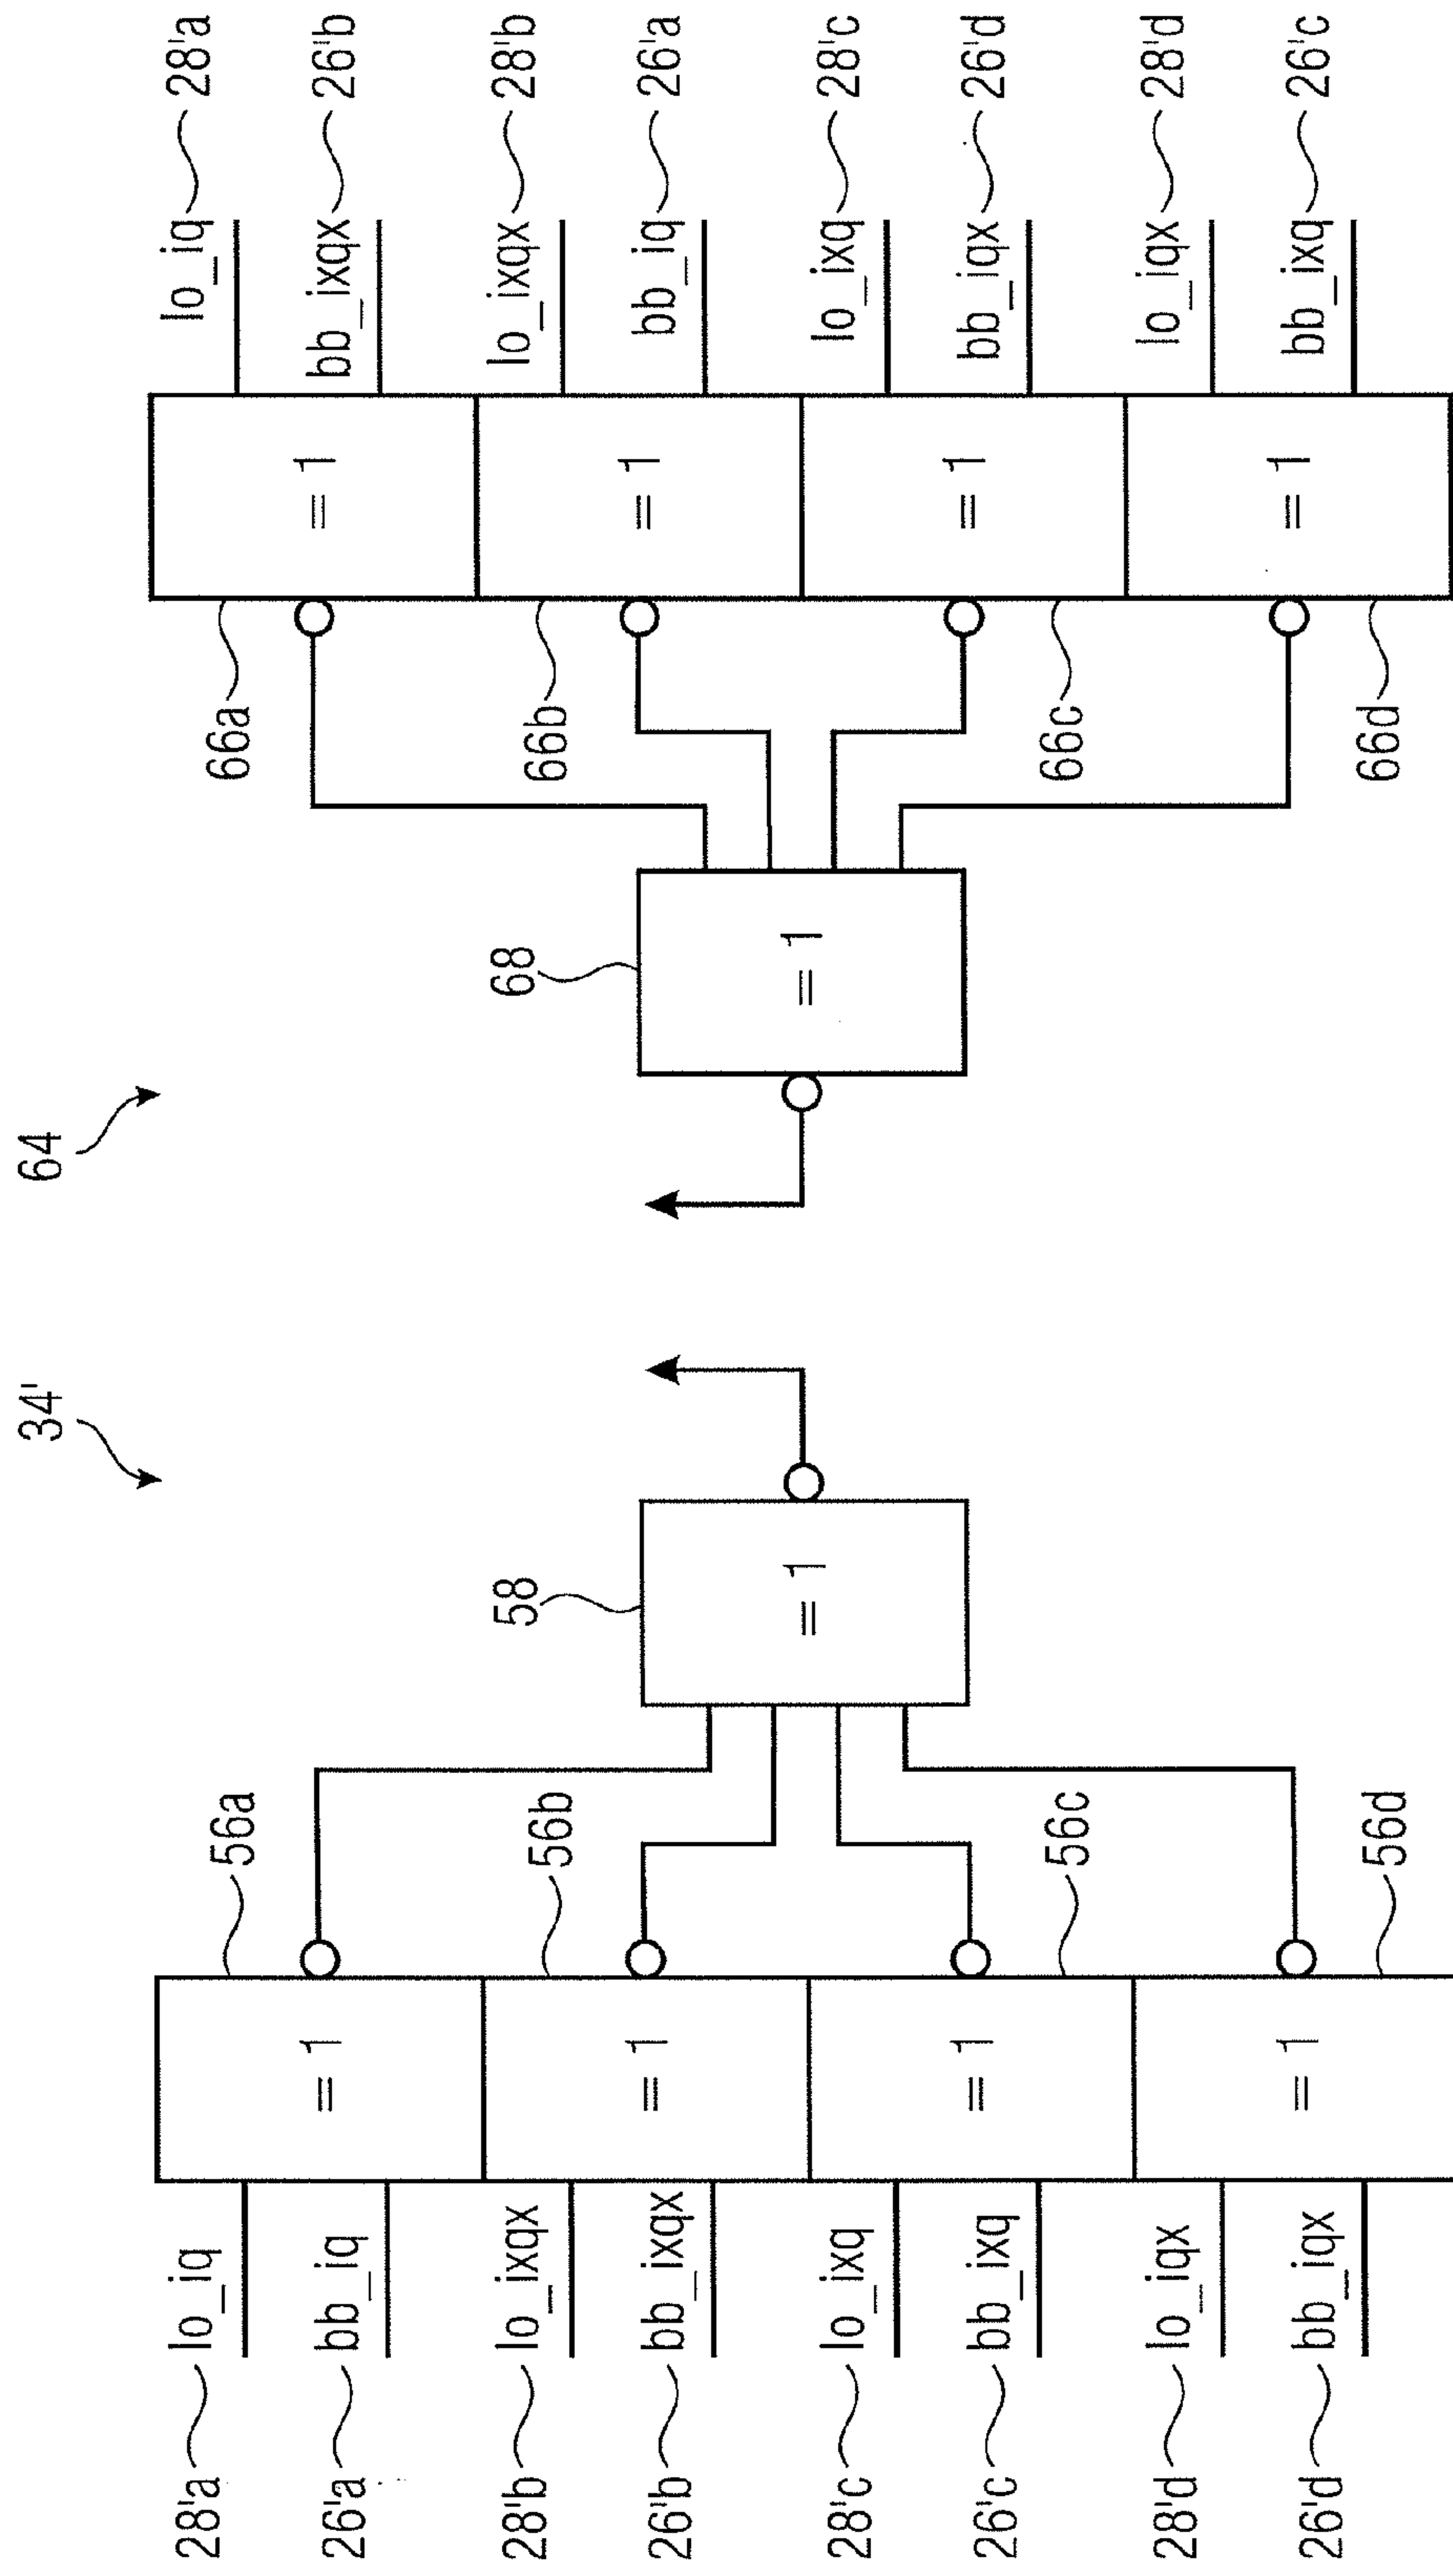 34'
64
28'a lo_iq
56a
26'a bb_iq
= 1
28'b lo_ixqx
56b
26'b bb_ixqx
= 1
28'c lo_ixq
56c
26'c bb_ixq
= 1
28'd lo_iqx
56d
26'd bb_iqx
= 1
58
= 1
68
= 1
66a
= 1
lo_iq 28'a
bb_ixqx 26'b
66b
= 1
lo_ixqx 28'b
bb_iq 26'a
66c
= 1
lo_ixq 28'c
bb_iqx 26'd
66d
= 1
lo_iqx 28'd
bb_ixq 26'c